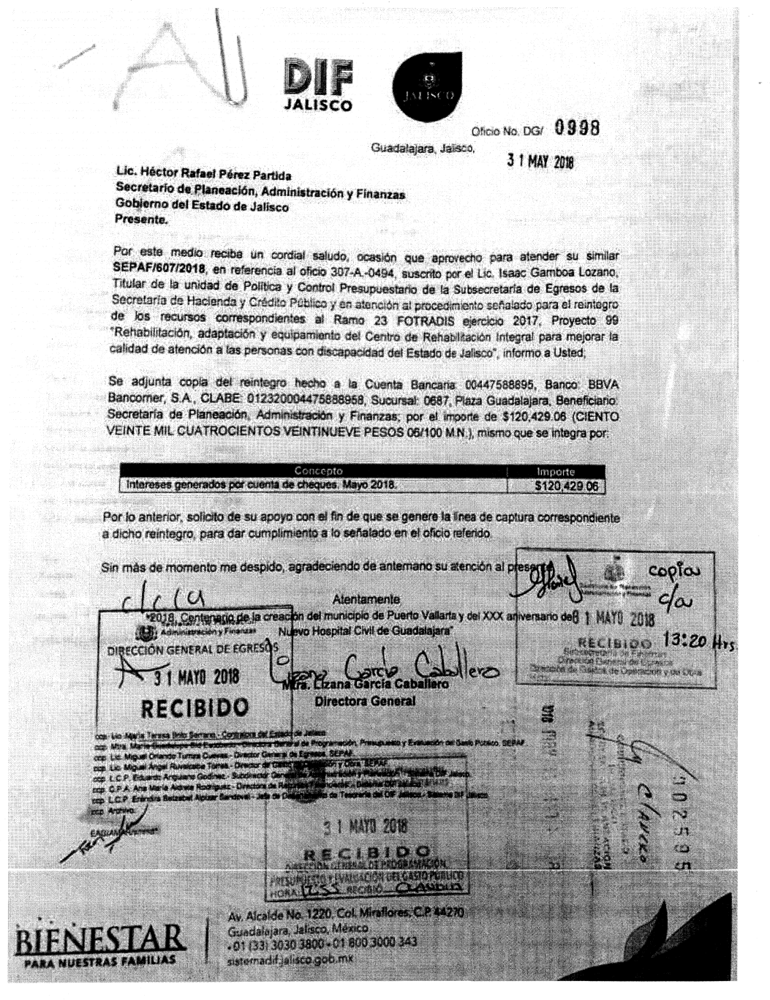 DIF
JALISCO
JALISCO
Oficio No. DG/ 0998
Guadalajara, Jalisco,
31 MAY 2018
Lic. Héctor Rafael Pérez Partida
Secretario de Planeación, Administración y Finanzas
Gobierno del Estado de Jalisco
Presente.
Por este medio reciba un cordial saludo, ocasión que aprovecho para atender su similar
SEPAF/607/2018, en referencia al oficio 307-A.-0494, suscrito por el Lic. Isaac Gamboa Lozano,
Titular de la unidad de Política y Control Presupuestario de la Subsecretaría de Egresos de la
Secretaría de Hacienda y Crédito Público y en atención al procedimiento señalado para el reintegro
de los recursos correspondientes al Ramo 23 FOTRADIS ejercicio 2017, Proyecto 99
"Rehabilitación, adaptación y equipamiento del Centro de Rehabilitación Integral para mejorar la
calidad de atención a las personas con discapacidad del Estado de Jalisco", informo a Usted;
Se adjunta copia del reintegro hecho a la Cuenta Bancaria: 00447588895, Banco: BBVA
Bancomer, S.A., CLABE: 012320004475888958, Sucursal: 0687, Plaza Guadalajara, Beneficiario:
Secretaría de Planeación, Administración y Finanzas; por el importe de $120,429.06 (CIENTO
VEINTE MIL CUATROCIENTOS VEINTINUEVE PESOS 06/100 M.N.), mismo que se integra por:
Concepto Importe
Intereses generados por cuenta de cheques. Mayo 2018. $120,429.06
Por lo anterior, solicito de su apoyo con el fin de que se genere la línea de captura correspondiente
a dicho reintegro, para dar cumplimiento a lo señalado en el oficio referido.
Sin más de momento me despido, agradeciendo de antemano su atención al presente
copias
c/a
c/c/a
Atentamente
"2018, Centenario de la creación del municipio de Puerto Vallarta y del XXX aniversario del
Nuevo Hospital Civil de Guadalajara"
31 MAYO 2018
RECIBIDO 13:20 Hrs.
Subsecretaría de Finanzas
Dirección General de Egresos
Dirección de Gastos de Operación y de Obra
Administración y Finanzas
DIRECCIÓN GENERAL DE EGRESOS
31 MAYO 2018
RECIBIDO
Lizana García Caballero
Mtra. Lizana García Caballero
Directora General
ccp. Lic. María Teresa Brito Serrano.- Contralora del Estado de Jalisco.
ccp. Mtra. María Guadalupe Cid Escobedo.- Directora General de Programación, Presupuesto y Evaluación del Gasto Público, SEPAF.
ccp. Lic. Miguel Orlando Turriza Cuevas.- Director General de Egresos, SEPAF.
ccp. Lic. Miguel Ángel Ruvalcaba Torres.- Director de Gastos de Operación y Obra, SEPAF.
ccp. L.C.P. Eduardo Anguiano Godínez.- Subdirector General de Administración y Planeación.- Sistema DIF Jalisco.
ccp. C.P.A. Ana María Aldrete Rodríguez.- Directora de Recursos Financieros.- Sistema DIF Jalisco.
ccp. L.C.P. Erandira Betzabet Alpizar Sandoval.- Jefa de Departamento de Tesorería del DIF Jalisco.- Sistema DIF Jalisco.
ccp. Archivo.
31 MAYO 2018
RECIBIDO
DIRECCIÓN GENERAL DE PROGRAMACIÓN,
PRESUPUESTO Y EVALUACIÓN DEL GASTO PÚBLICO
HORA: 12:55 RECIBIÓ CLAUDIA
02595
BIENESTAR
PARA NUESTRAS FAMILIAS
Av. Alcalde No. 1220, Col. Miraflores, C.P. 44270
Guadalajara, Jalisco, México
+01 (33) 3030 3800 + 01 800 3000 343
sistemadif.jalisco.gob.mx